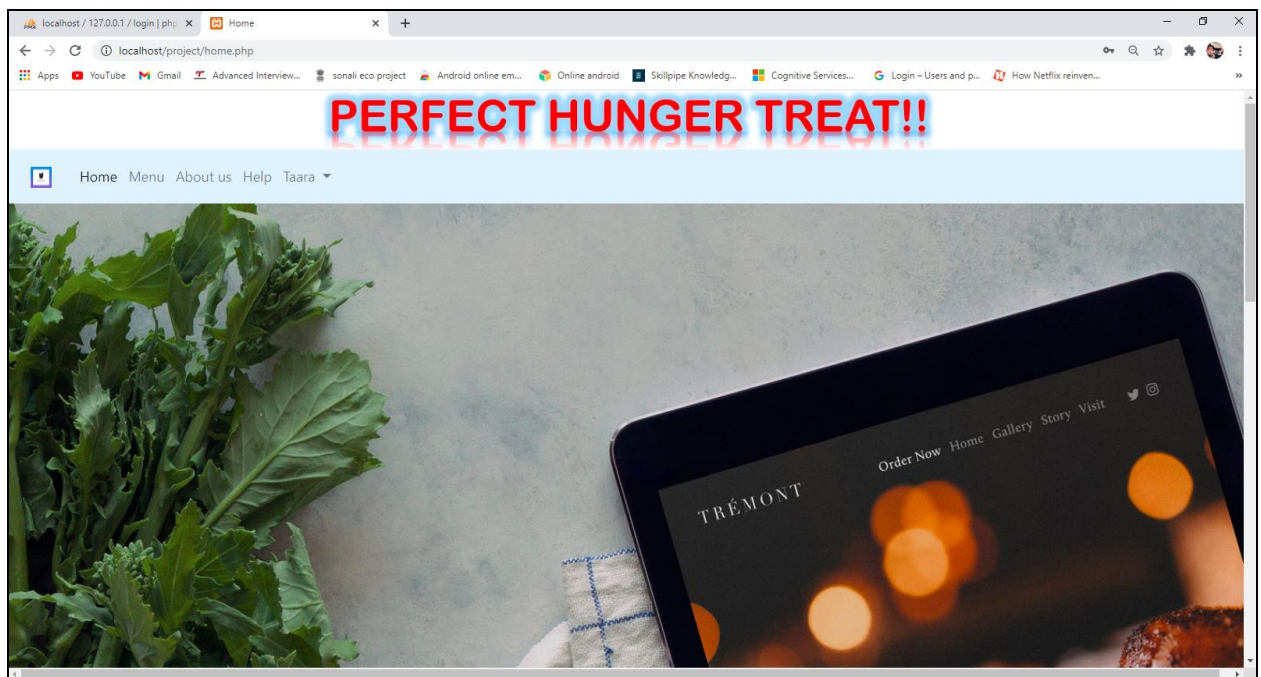 localhost / 127.0.0.1 / login | php
Home
localhost/project/home.php
Apps YouTube Gmail Advanced Interview... sonali eco project Android online em... Online android Skillpipe Knowledg... Cognitive Services... Login – Users and p... How Netflix reinven... »
PERFECT HUNGER TREAT!!
Home Menu About us Help Taara
Order Now Home Gallery Story Visit
TRÉMONT